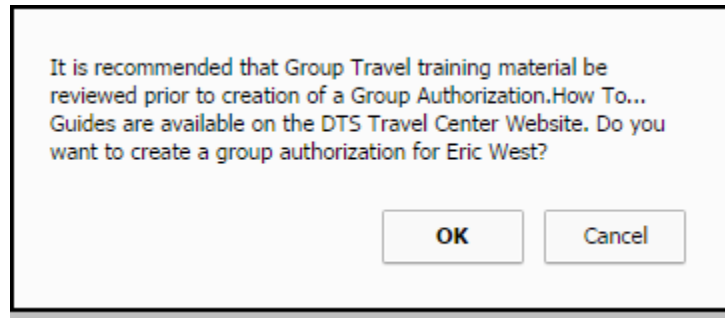 It is recommended that Group Travel training material be
reviewed prior to creation of a Group Authorization.How To...
Guides are available on the DTS Travel Center Website. Do you
want to create a group authorization for Eric West?
OK Cancel